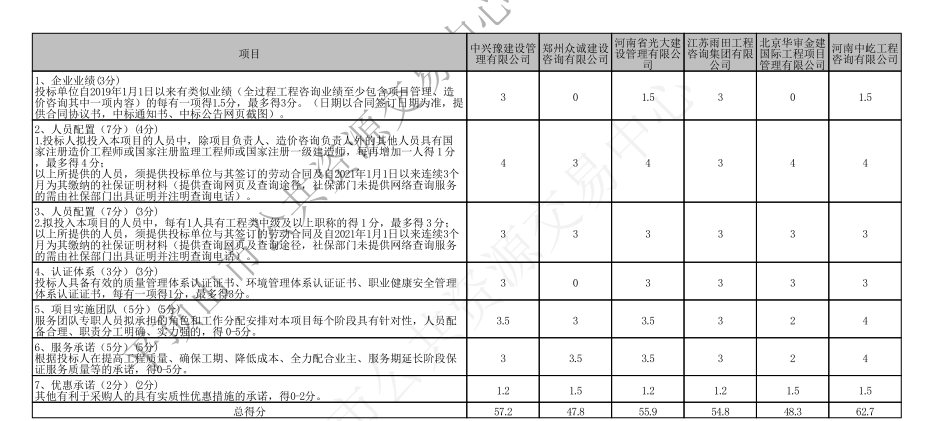 项目
中兴豫建设管
理有限公司
郑州众诚建设
咨询有限公司
河南省光大建
设管理有限公
司
江苏雨田工程
咨询集团有限
公司
北京华审金建
国际工程项目
管理有限公司
河南中屹工程
咨询有限公司
1、企业业绩(3分)
投标单位自2019年1月1日以来有类似业绩（全过程工程咨询业绩至少包含项目管理、造
价咨询其中一项内容）的每有一项得1.5分，最多得3分。（日期以合同签订日期为准，提
供合同协议书，中标通知书、中标公告网页截图）。
3 0 1.5 3 0 1.5
2、人员配置（7分）(4分)
1.投标人拟投入本项目的人员中，除项目负责人、造价咨询负责人外的其他人员具有国
家注册造价工程师或国家注册监理工程师或国家注册一级建造师，每再增加一人得 1 分
，最多得 4 分；
以上所提供的人员，须提供投标单位与其签订的劳动合同及自2021年1月1日以来连续3个
月为其缴纳的社保证明材料（提供查询网页及查询途径，社保部门未提供网络查询服务
的需由社保部门出具证明并注明查询电话）。
4 3 4 3 4 4
3、人员配置（7分）(3分)
2.拟投入本项目的人员中，每有1人具有工程类中级及以上职称的得 1 分，最多得 3 分；
以上所提供的人员，须提供投标单位与其签订的劳动合同及自2021年1月1日以来连续3个
月为其缴纳的社保证明材料（提供查询网页及查询途径，社保部门未提供网络查询服务
的需由社保部门出具证明并注明查询电话）。
3 3 3 3 3 3
4、认证体系（3分）(3分)
投标人具备有效的质量管理体系认证证书、环境管理体系认证证书、职业健康安全管理
体系认证证书，每有一项得1分，最多得3分。
3 0 3 3 3 3
5、项目实施团队（5分）(5分)
服务团队专职人员拟承担的角色和工作分配安排对本项目每个阶段具有针对性，人员配
备合理、职责分工明确、实力强的，得 0-5分。
3.5 3 3.5 3 2 4
6、服务承诺（5分）(5分)
根据投标人在提高工程质量、确保工期、降低成本、全力配合业主、服务期延长阶段保
证服务质量等的承诺，得0-5分。
3 3.5 3.5 3 2 4
7、优惠承诺（2分）(2分)
其他有利于采购人的具有实质性优惠措施的承诺，得0-2分。
1.2 1.5 1.2 1.2 1.5 1.5
总得分 57.2 47.8 55.9 54.8 48.3 62.7
市公共资源交易中心
市公共资源交易中心